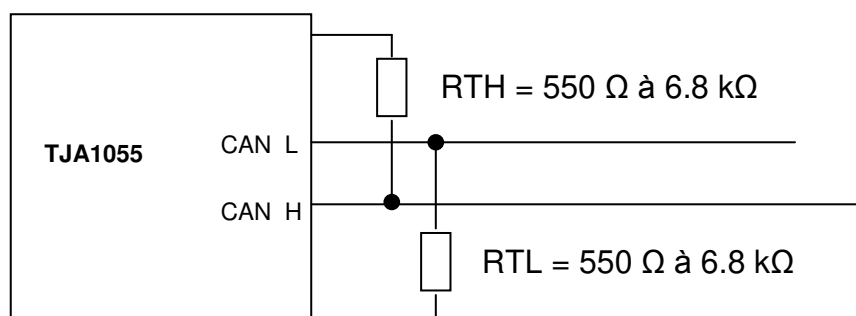 RTH = 550 Ω à 6.8 kΩ
TJA1055
CAN L
CAN H
RTL = 550 Ω à 6.8 kΩ